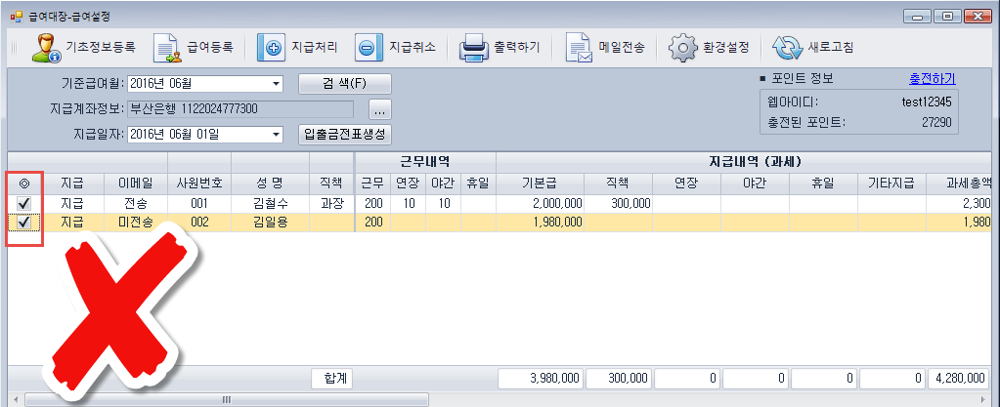 급여대장-급여설정
기초정보등록 급여등록 지급처리 지급취소 출력하기 메일전송 환경설정 새로고침
기준급여월: 2016년 06월 검 색(F)
지급계좌정보: 부산은행 1122024777300 ...
지급일자: 2016년 06월 01일 입출금전표생성
■ 포인트 정보 충전하기
웹아이디: test12345
충전된 포인트: 27290
근무내역 지급내역 (과세)
◎ 지급 이메일 사원번호 성 명 직책 근무 연장 야간 휴일 기본급 직책 연장 야간 휴일 기타지급 과세총액
지급 전송 001 김철수 과장 200 10 10 2,000,000 300,000 2,300
지급 미전송 002 김일용 200 1,980,000 1,980
합계 3,980,000 300,000 0 0 0 0 4,280,000